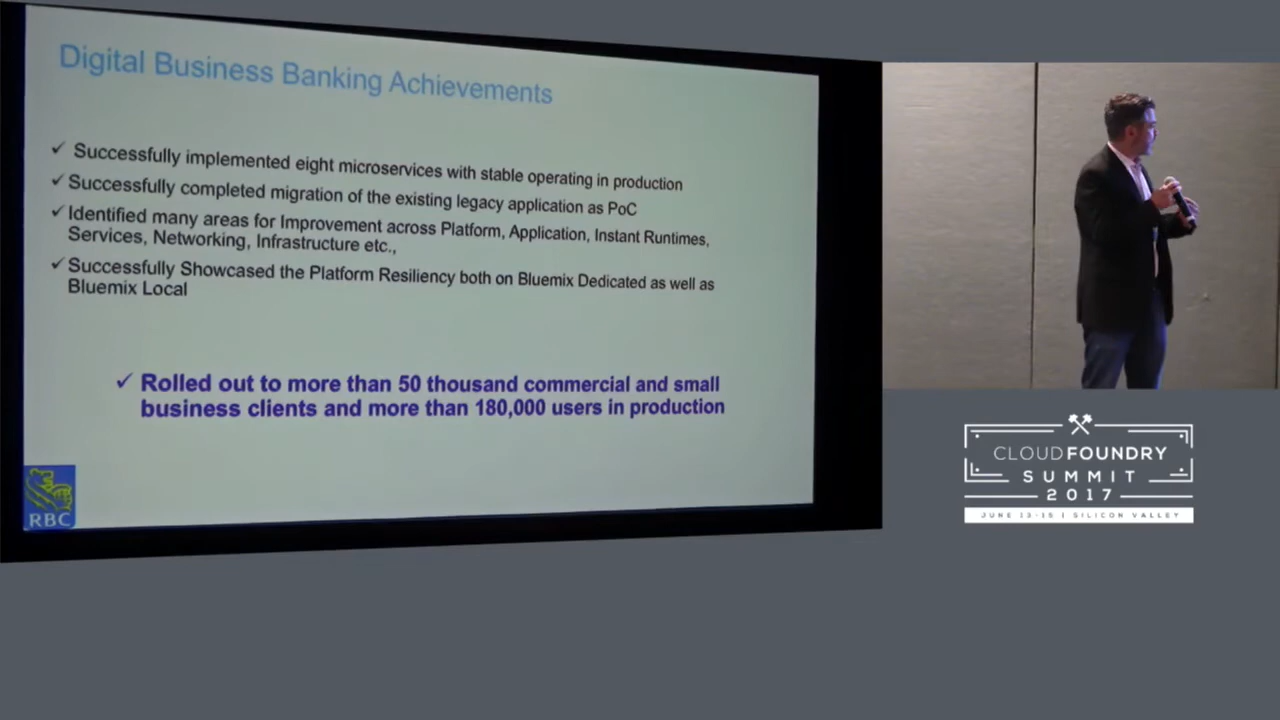 Digital Business Banking Achievements
✓ Successfully implemented eight microservices with stable operating in production
✓ Successfully completed migration of the existing legacy application as PoC
✓ Identified many areas for Improvement across Platform, Application, Instant Runtimes,
Services, Networking, Infrastructure etc.,
✓ Successfully Showcased the Platform Resiliency both on Bluemix Dedicated as well as
Bluemix Local
✓ Rolled out to more than 50 thousand commercial and small
business clients and more than 180,000 users in production
RBC
CLOUDFOUNDRY
SUMMIT
2017
JUNE 13-15 | SILICON VALLEY